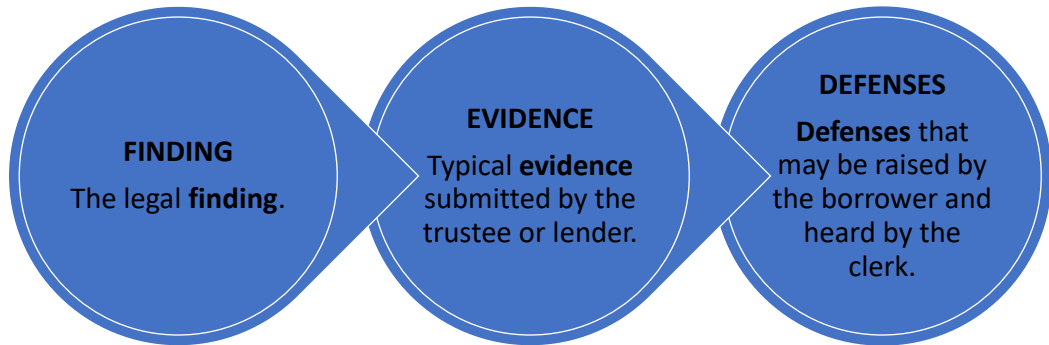 FINDING
The legal finding.
EVIDENCE
Typical evidence
submitted by the
trustee or lender.
DEFENSES
Defenses that
may be raised by
the borrower and
heard by the
clerk.